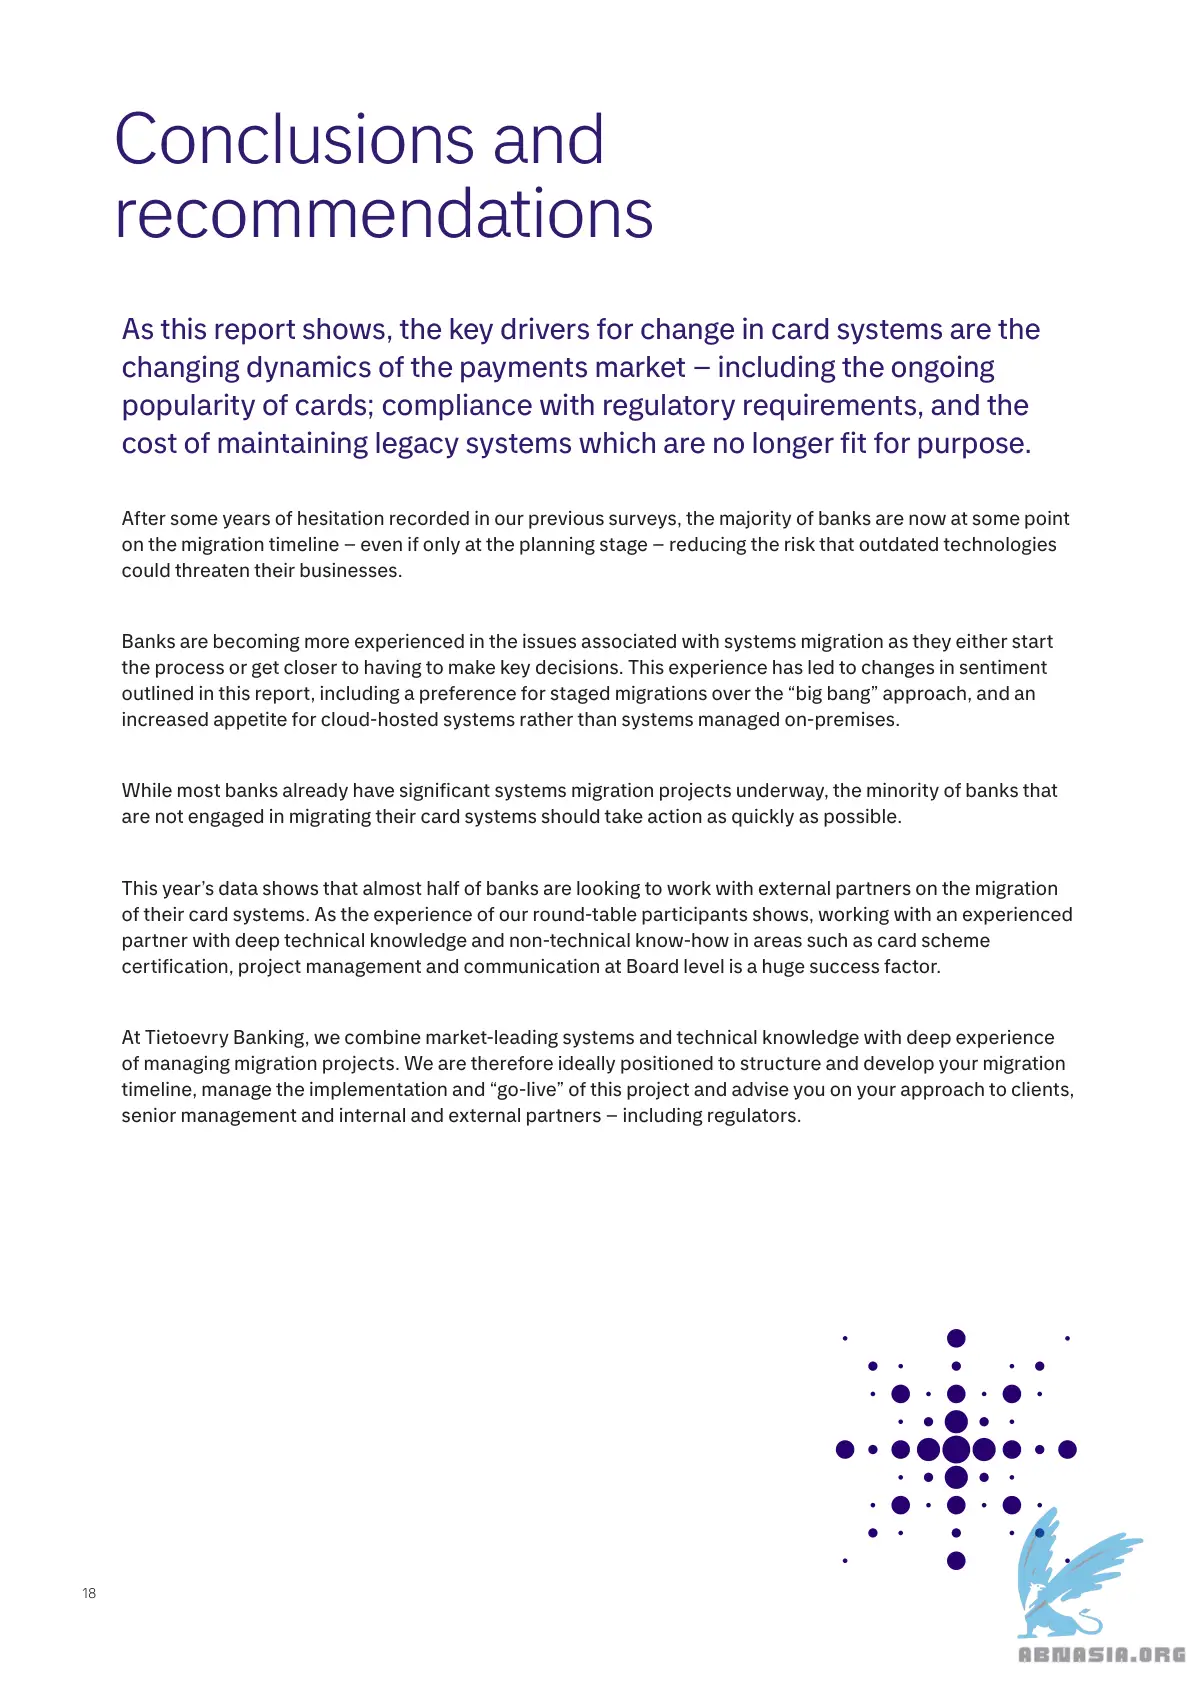 Conclusions and
recommendations
As this report shows, the key drivers for change in card systems are the
changing dynamics of the payments market – including the ongoing
popularity of cards; compliance with regulatory requirements, and the
cost of maintaining legacy systems which are no longer fit for purpose.
After some years of hesitation recorded in our previous surveys, the majority of banks are now at some point
on the migration timeline – even if only at the planning stage – reducing the risk that outdated technologies
could threaten their businesses.
Banks are becoming more experienced in the issues associated with systems migration as they either start
the process or get closer to having to make key decisions. This experience has led to changes in sentiment
outlined in this report, including a preference for staged migrations over the “big bang” approach, and an
increased appetite for cloud-hosted systems rather than systems managed on-premises.
While most banks already have significant systems migration projects underway, the minority of banks that
are not engaged in migrating their card systems should take action as quickly as possible.
This year’s data shows that almost half of banks are looking to work with external partners on the migration
of their card systems. As the experience of our round-table participants shows, working with an experienced
partner with deep technical knowledge and non-technical know-how in areas such as card scheme
certification, project management and communication at Board level is a huge success factor.
At Tietoevry Banking, we combine market-leading systems and technical knowledge with deep experience
of managing migration projects. We are therefore ideally positioned to structure and develop your migration
timeline, manage the implementation and “go-live” of this project and advise you on your approach to clients,
senior management and internal and external partners – including regulators.
18
ABNASIA.ORG